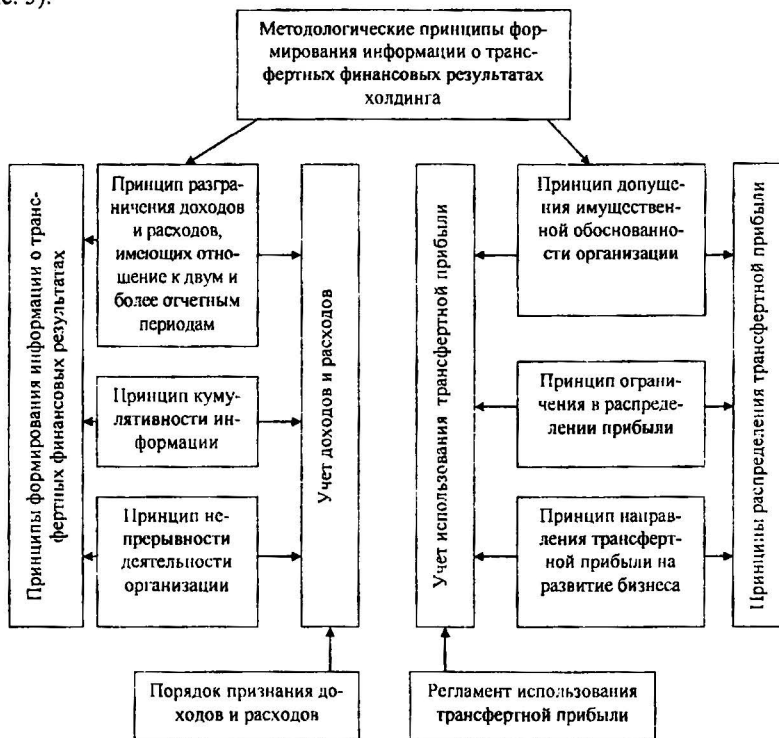 с. 3).
Методологические принципы фор-
мирования информации о транс-
фертных финансовых результатах
холдинга
Принципы формирования информации о транс-
фертных финансовых результатах
Принцип разгра-
ничения доходов
и расходов,
имеющих отно-
шение к двум и
более отчетным
периодам
Принцип куму-
лятивности ин-
формации
Принцип не-
прерывности
деятельности
организации
Учет доходов и расходов
Учет использования трансфертной прибыли
Принцип допуще-
ния имуществен-
ной обоснованно-
сти организации
Принцип ограни-
чения в распреде-
лении прибыли
Принцип направ-
ления трансферт-
ной прибыли на
развитие бизнеса
Принципы распределения трансфертной прибыли
Порядок признания до-
ходов и расходов
Регламент использования
трансфертной прибыли